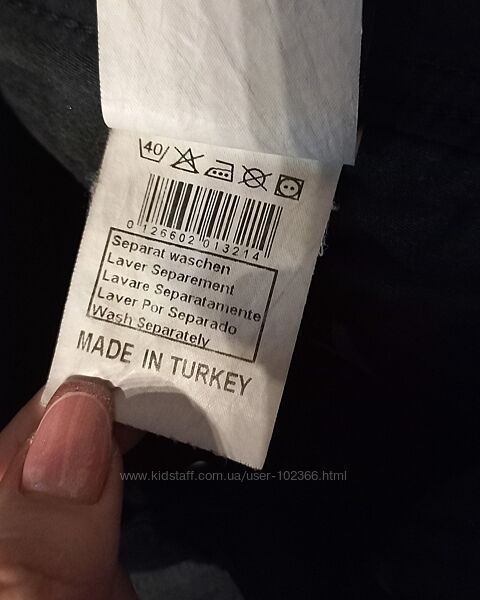 40
0 126602 013214
Separat waschen
Laver Separement
Lavare Separatamente
Laver Por Separado
Wash Separately
MADE IN TURKEY
www.kidstaff.com.ua/user-102366.html